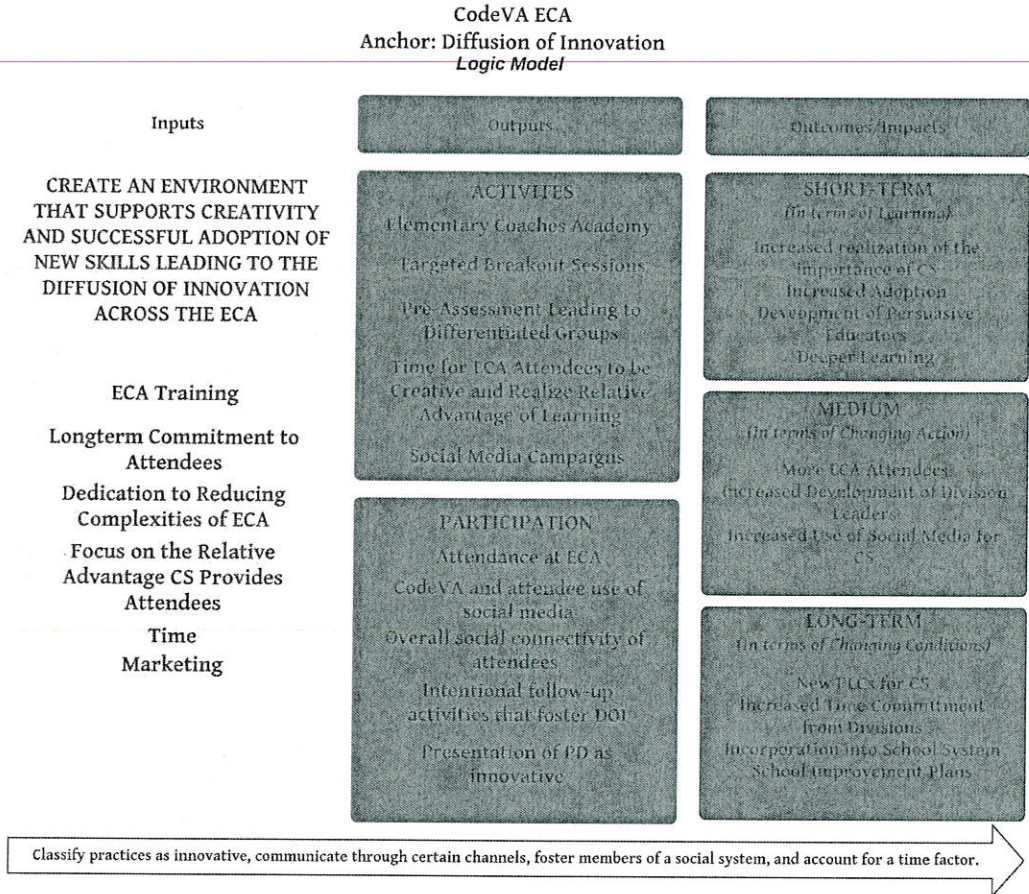 CodeVA ECA
Anchor: Diffusion of Innovation
Logic Model
Inputs
CREATE AN ENVIRONMENT
THAT SUPPORTS CREATIVITY
AND SUCCESSFUL ADOPTION OF
NEW SKILLS LEADING TO THE
DIFFUSION OF INNOVATION
ACROSS THE ECA
ECA Training
Longterm Commitment to
Attendees
Dedication to Reducing
Complexities of ECA
Focus on the Relative
Advantage CS Provides
Attendees
Time
Marketing
Outputs
ACTIVITES
Elementary Coaches Academy
Targeted Breakout Sessions
Pre-Assessment Leading to
Differentiated Groups
Time for ECA Attendees to be
Creative and Realize Relative
Advantage of Learning
Social Media Campaigns
PARTICIPATION
Attendance at ECA
CodeVA and attendee use of
social media
Overall social connectivity of
attendees
Intentional follow-up
activities that foster DOI
Presentation of PD as
innovative
Outcomes/Impacts
SHORT-TERM
(In terms of Learning)
Increased realization of the
importance of CS
Increased Adoption
Development of Persuasive
Educators
Deeper Learning
MEDIUM
(In terms of Changing Action)
More ECA Attendees
Increased Development of Division
Leaders
Increased Use of Social Media for
CS
LONG-TERM
(In terms of Changing Conditions)
New PLCs for CS
Increased Time Committment
from Divisions
Incorporation into School System
School Improvement Plans
Classify practices as innovative, communicate through certain channels, foster members of a social system, and account for a time factor.